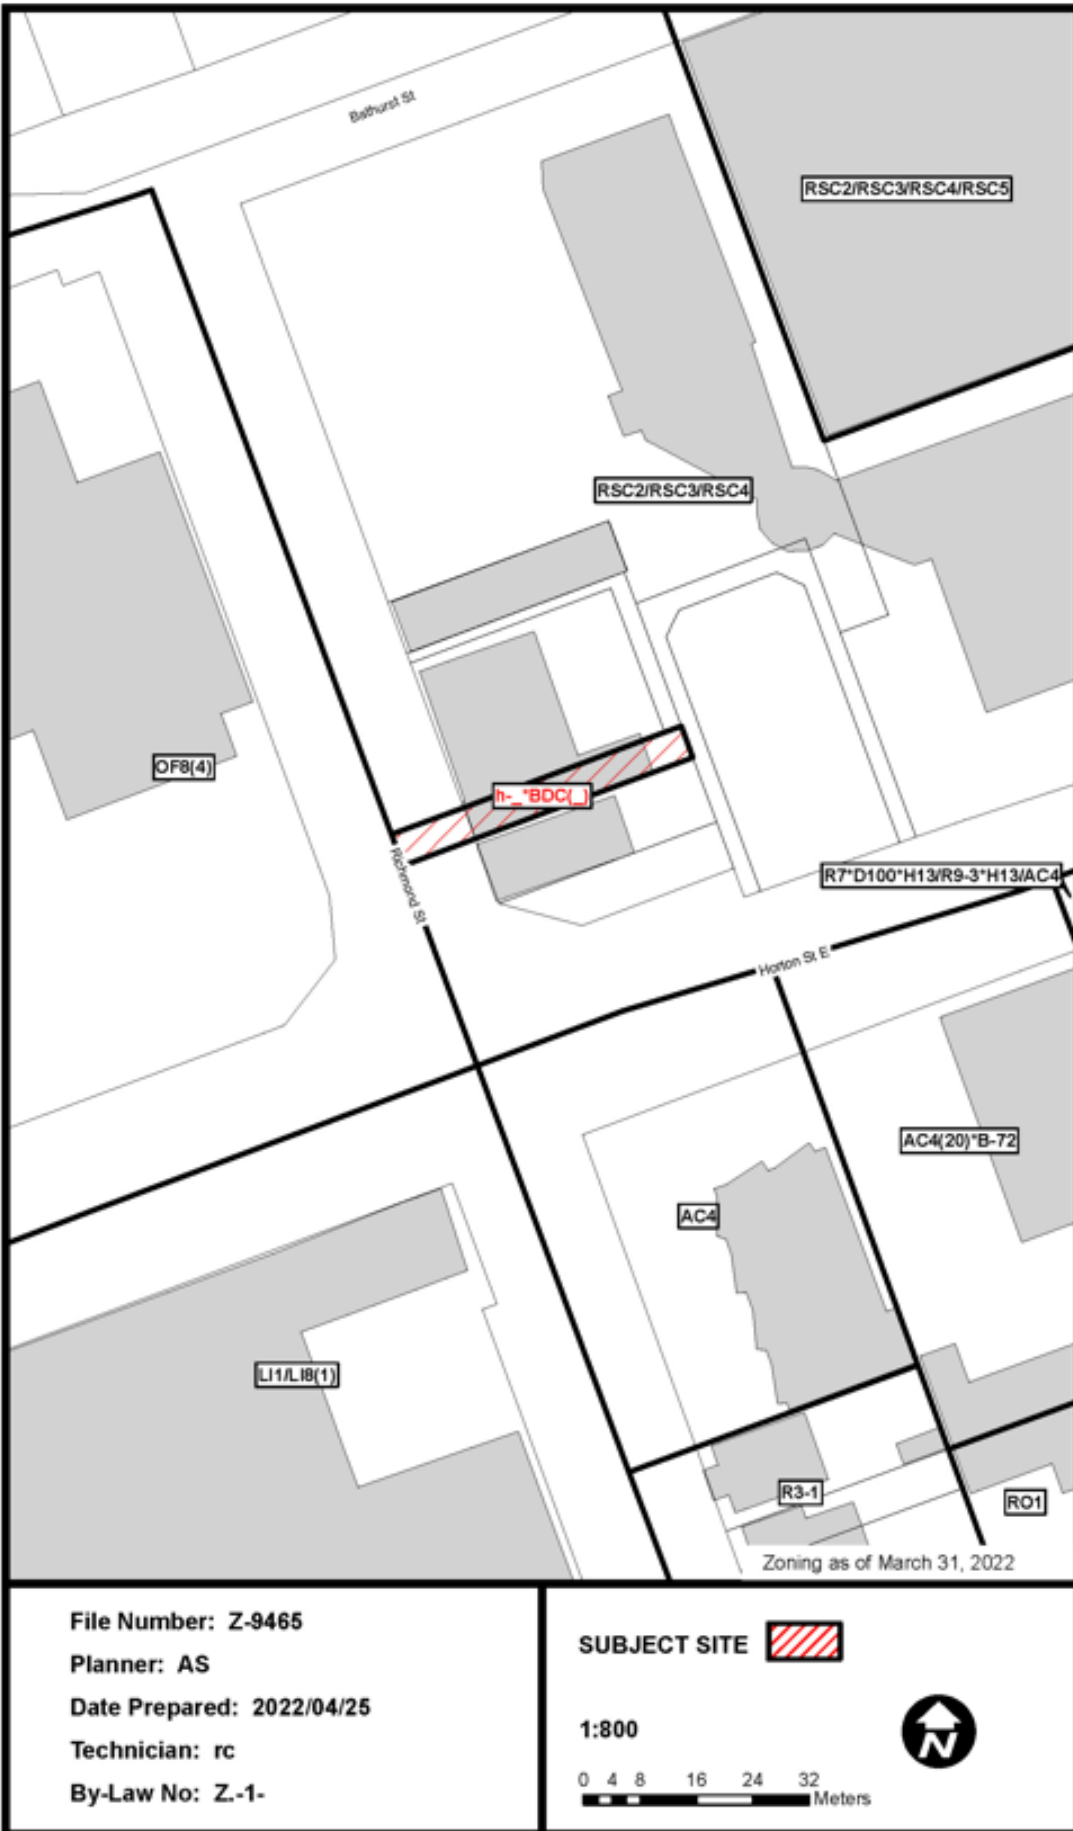 Bathurst St
RSC2/RSC3/RSC4/RSC5
RSC2/RSC3/RSC4
OF8(4)
h-_*BDC(_)
Richmond St
R7*D100*H13/R9-3*H13/AC4
Horton St E
AC4(20)*B-72
AC4
LI1/LI8(1)
R3-1
RO1
Zoning as of March 31, 2022
File Number: Z-9465
Planner: AS
Date Prepared: 2022/04/25
Technician: rc
By-Law No: Z.-1-
SUBJECT SITE
1:800
N
0 4 8 16 24 32
Meters